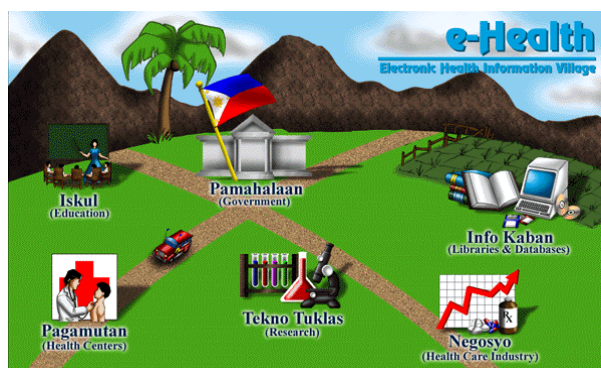 e-Health
Electronic Health Information Village
Iskul
(Education)
Pamahalaan
(Government)
Info Kaban
(Libraries & Databases)
Pagamutan
(Health Centers)
Tekno Tuklas
(Research)
Rx
Negosyo
(Health Care Industry)